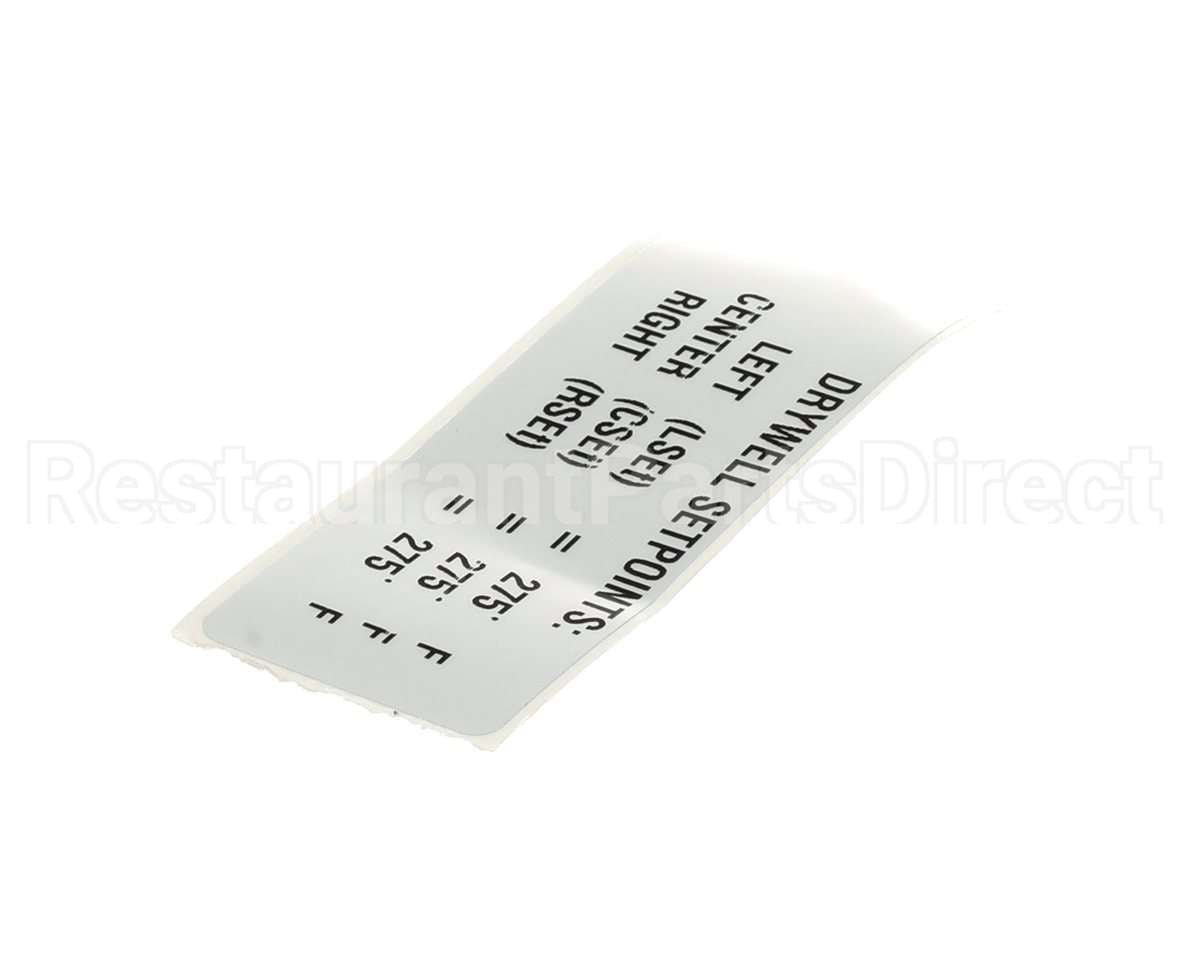 DRYWELL SETPOINTS:
LEFT (LSEt) = 275° F
CENTER (CSEt) = 275° F
RIGHT (RSEt) = 275° F
RestaurantPartsDirect